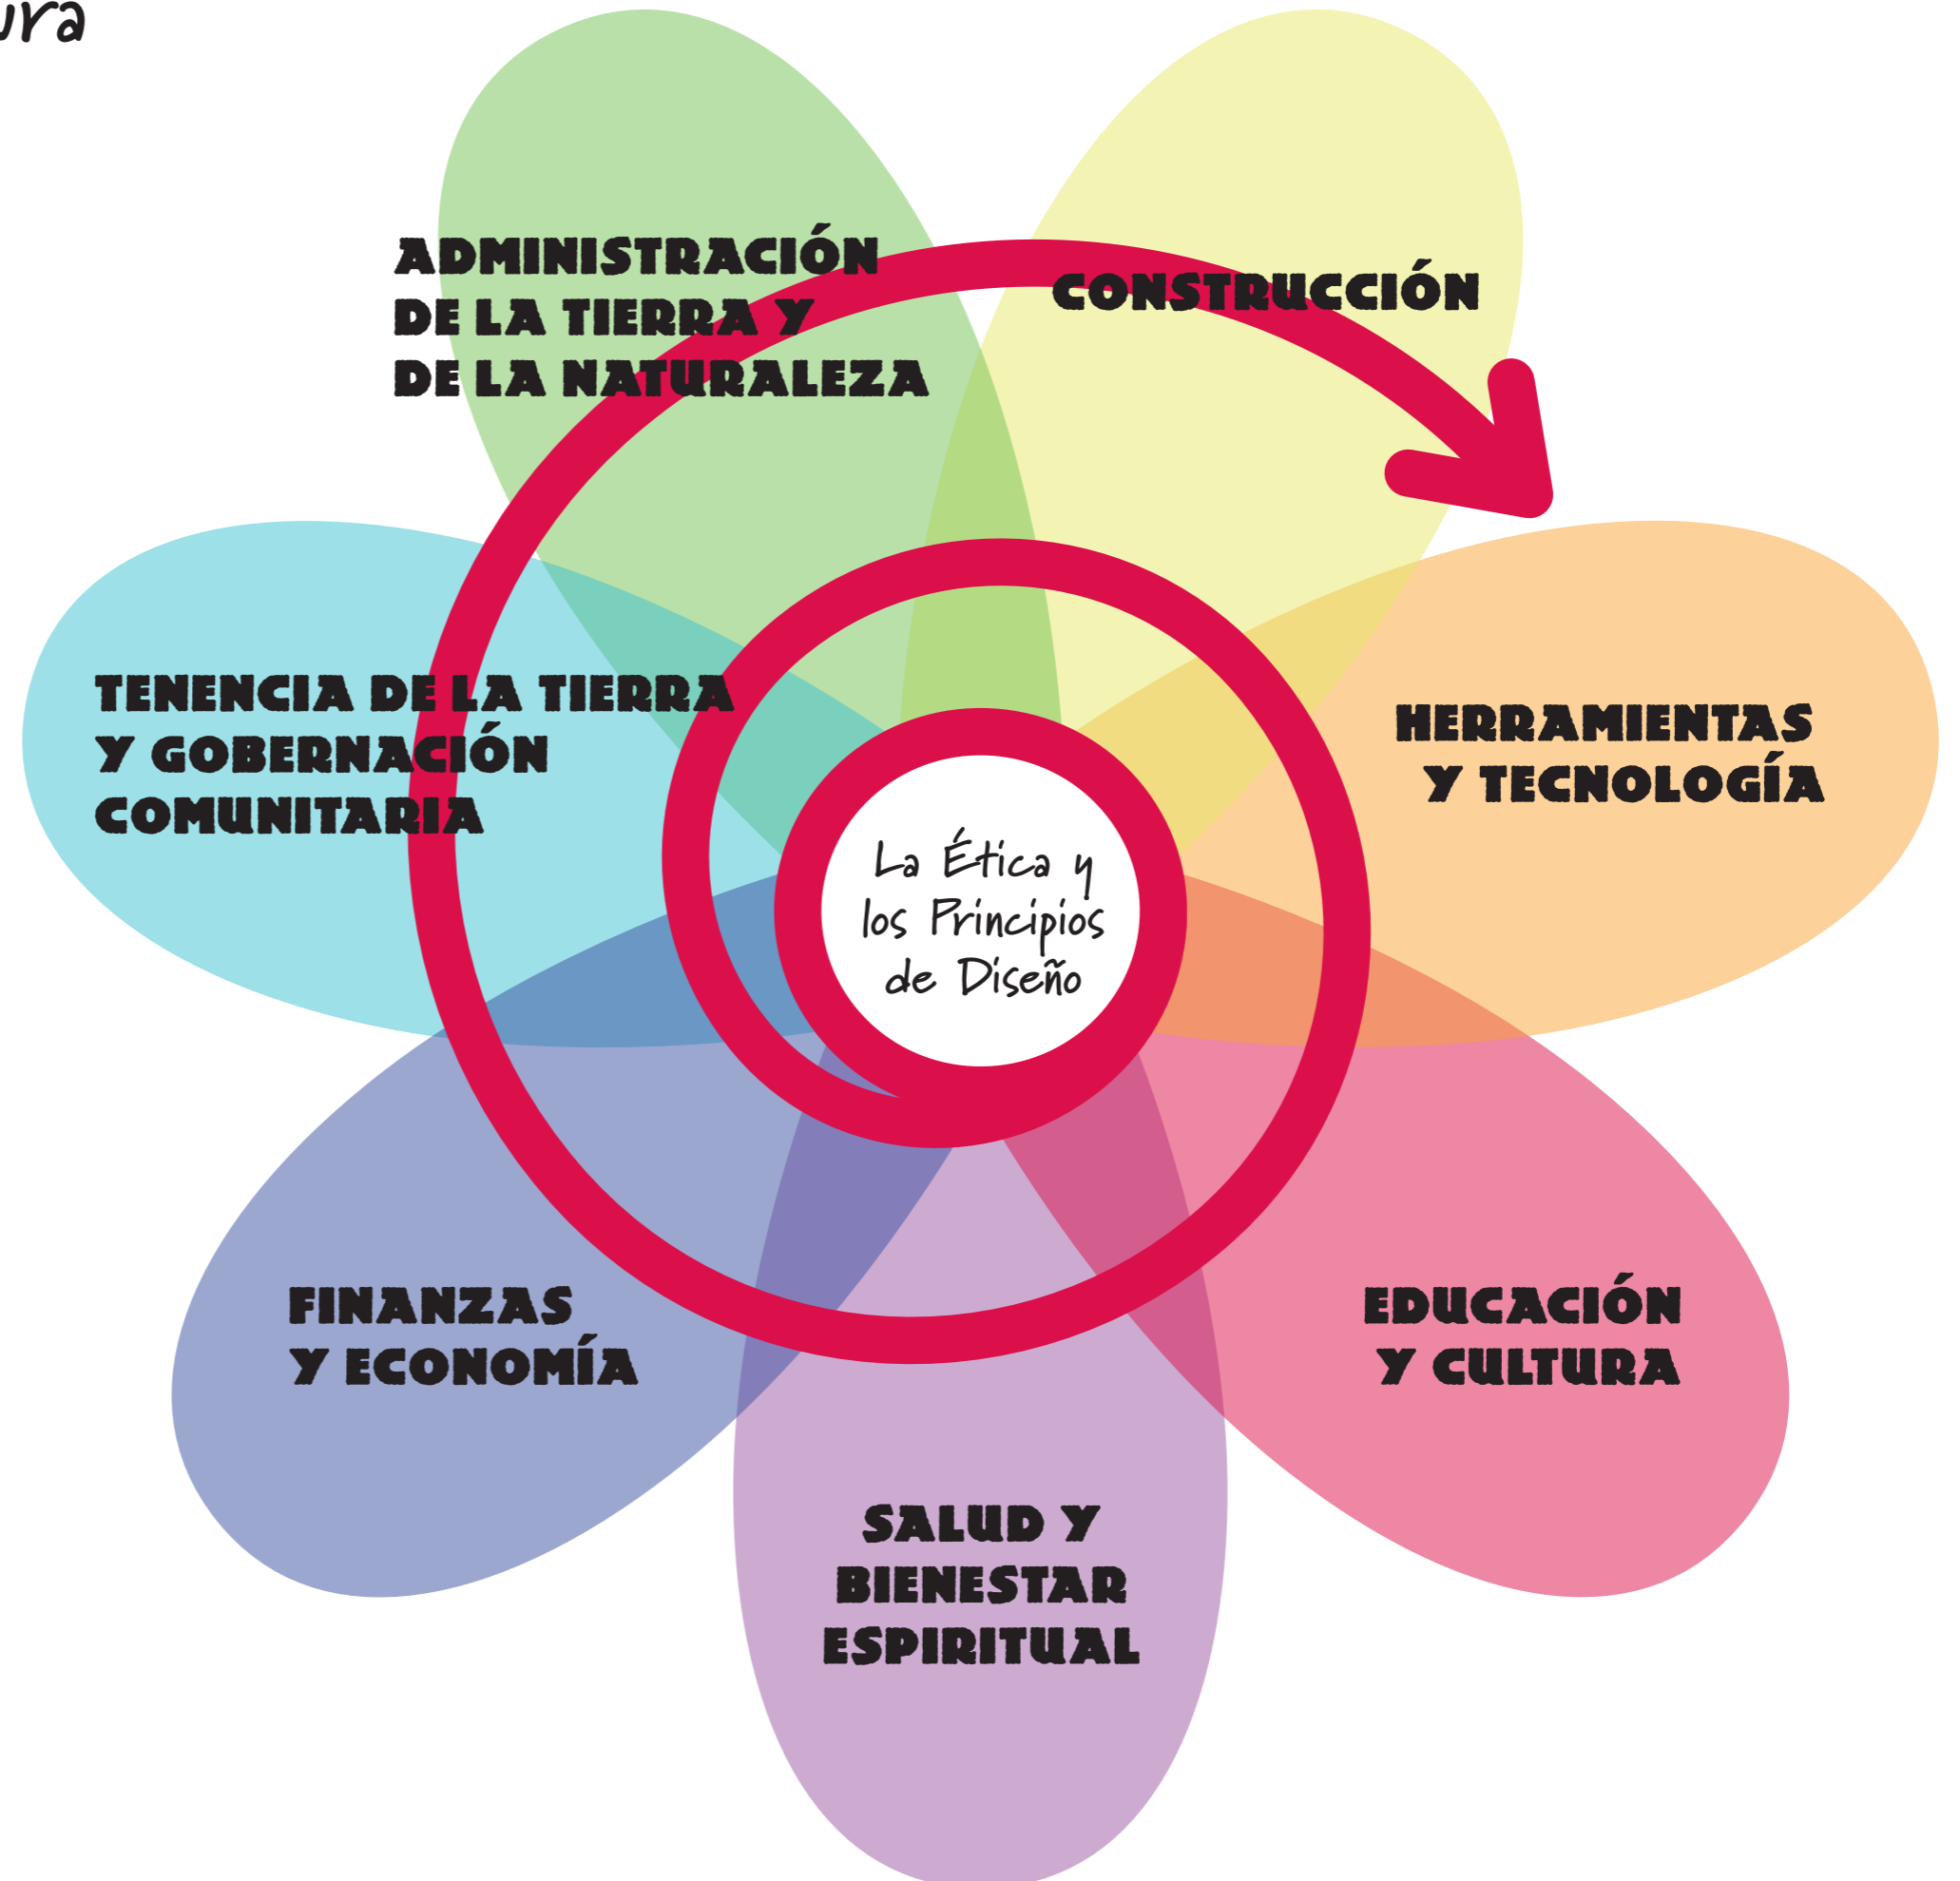 ura
ADMINISTRACIÓN
DE LA TIERRA Y
DE LA NATURALEZA
CONSTRUCCIÓN
TENENCIA DE LA TIERRA
Y GOBERNACIÓN
COMUNITARIA
HERRAMIENTAS
Y TECNOLOGÍA
La Ética y
los Principios
de Diseño
FINANZAS
Y ECONOMÍA
EDUCACIÓN
Y CULTURA
SALUD Y
BIENESTAR
ESPIRITUAL